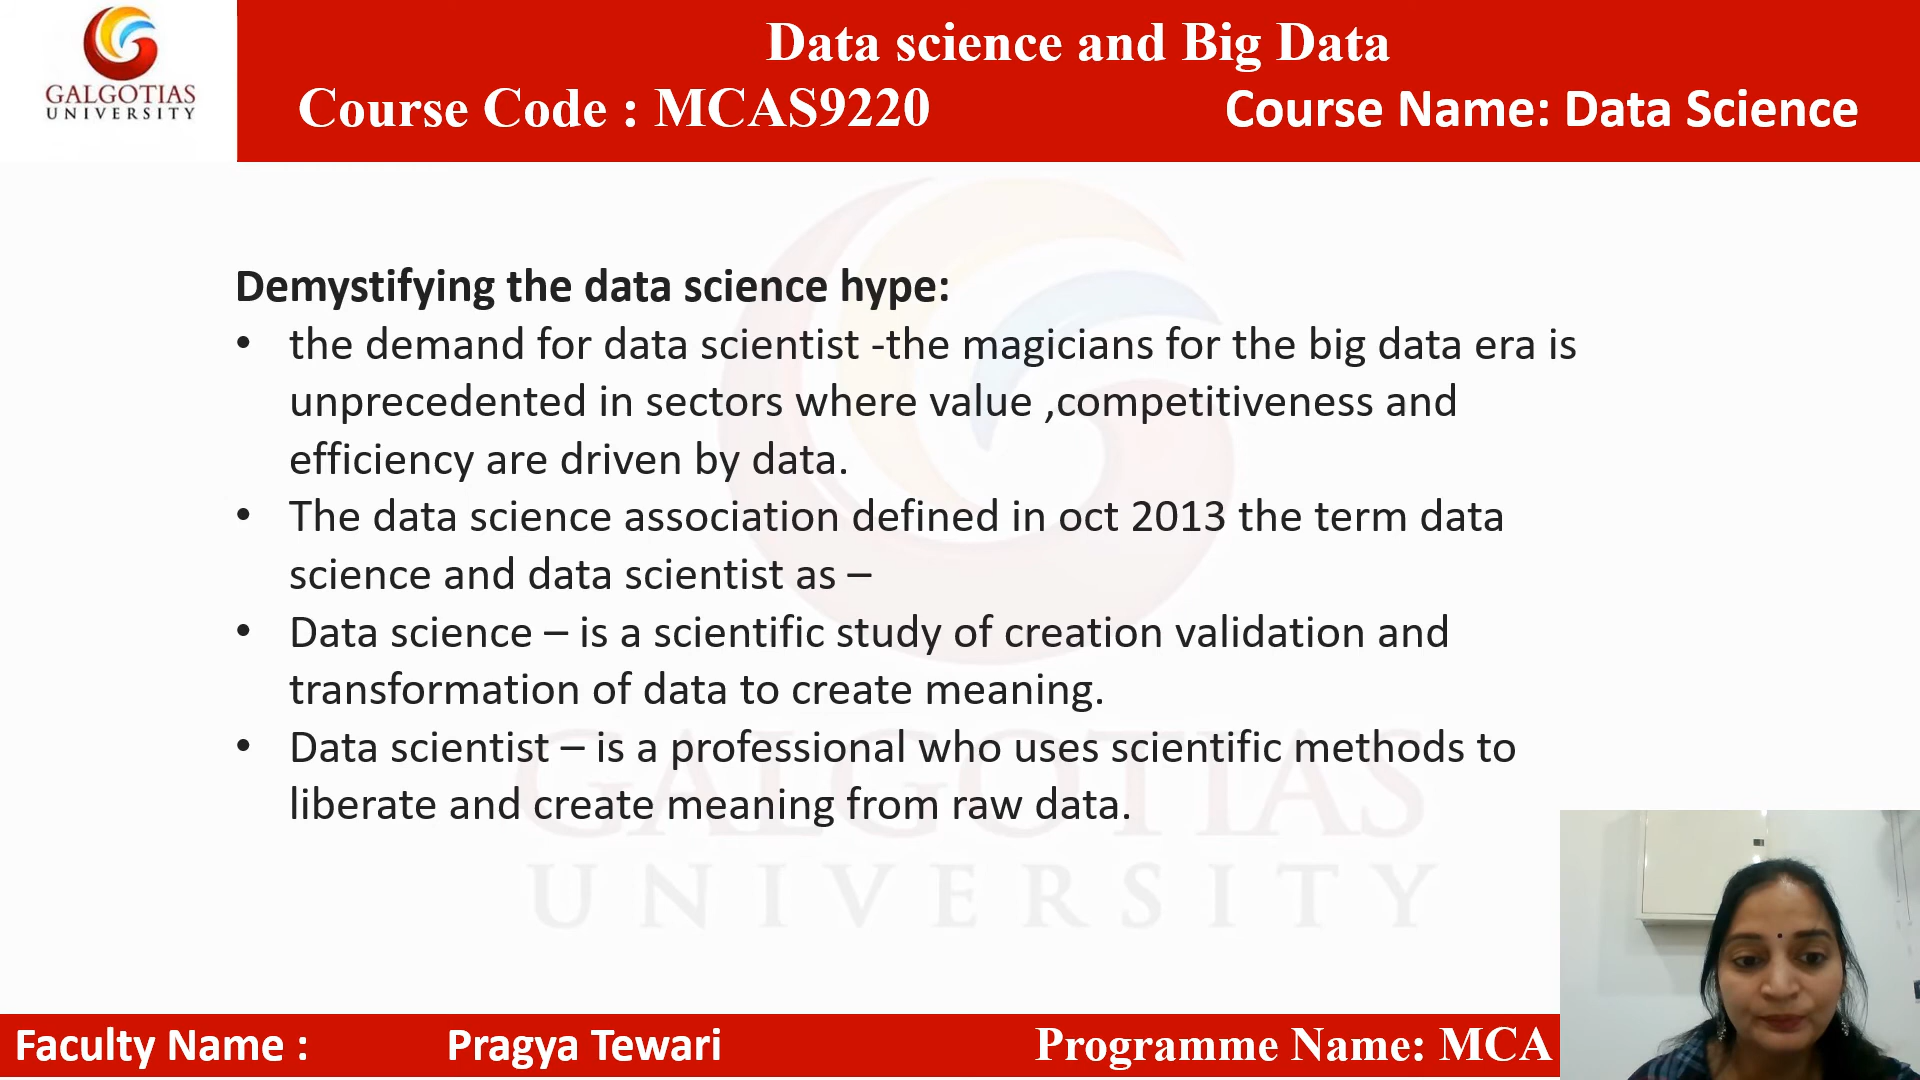 GALGOTIAS
UNIVERSITY
Data science and Big Data
Course Code : MCAS9220
Course Name: Data Science
Demystifying the data science hype:
• the demand for data scientist -the magicians for the big data era is
unprecedented in sectors where value ,competitiveness and
efficiency are driven by data.
• The data science association defined in oct 2013 the term data
science and data scientist as –
• Data science – is a scientific study of creation validation and
transformation of data to create meaning.
• Data scientist – is a professional who uses scientific methods to
liberate and create meaning from raw data.
GALGOTIAS
UNIVERSITY
Faculty Name : Pragya Tewari
Programme Name: MCA